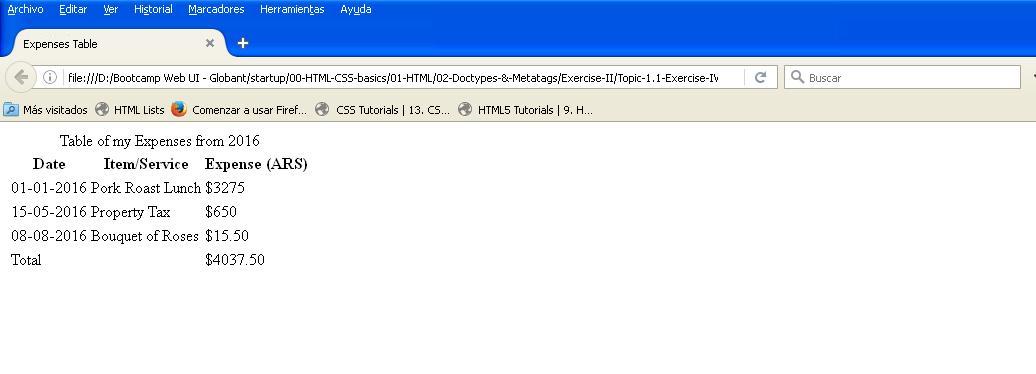 Archivo Editar Ver Historial Marcadores Herramientas Ayuda
Expenses Table
file:///D:/Bootcamp Web UI - Globant/startup/00-HTML-CSS-basics/01-HTML/02-Doctypes-&-Metatags/Exercise-II/Topic-1.1-Exercise-IV
Buscar
Más visitados HTML Lists Comenzar a usar Firef... CSS Tutorials | 13. CS... HTML5 Tutorials | 9. H...
Table of my Expenses from 2016
Date Item/Service Expense (ARS)
01-01-2016 Pork Roast Lunch $3275
15-05-2016 Property Tax $650
08-08-2016 Bouquet of Roses $15.50
Total $4037.50